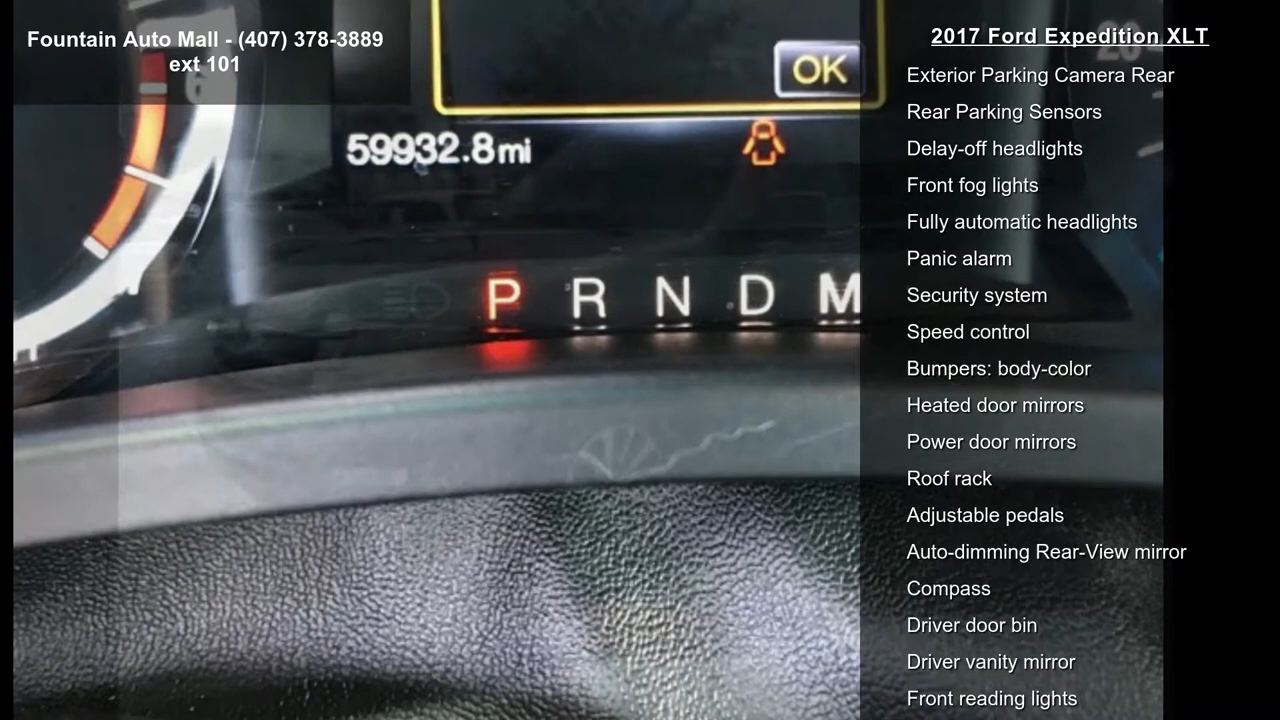 Fountain Auto Mall - (407) 378-3889
ext 101
OK
59932.8 mi
P R N D M
20
2017 Ford Expedition XLT
Exterior Parking Camera Rear
Rear Parking Sensors
Delay-off headlights
Front fog lights
Fully automatic headlights
Panic alarm
Security system
Speed control
Bumpers: body-color
Heated door mirrors
Power door mirrors
Roof rack
Adjustable pedals
Auto-dimming Rear-View mirror
Compass
Driver door bin
Driver vanity mirror
Front reading lights